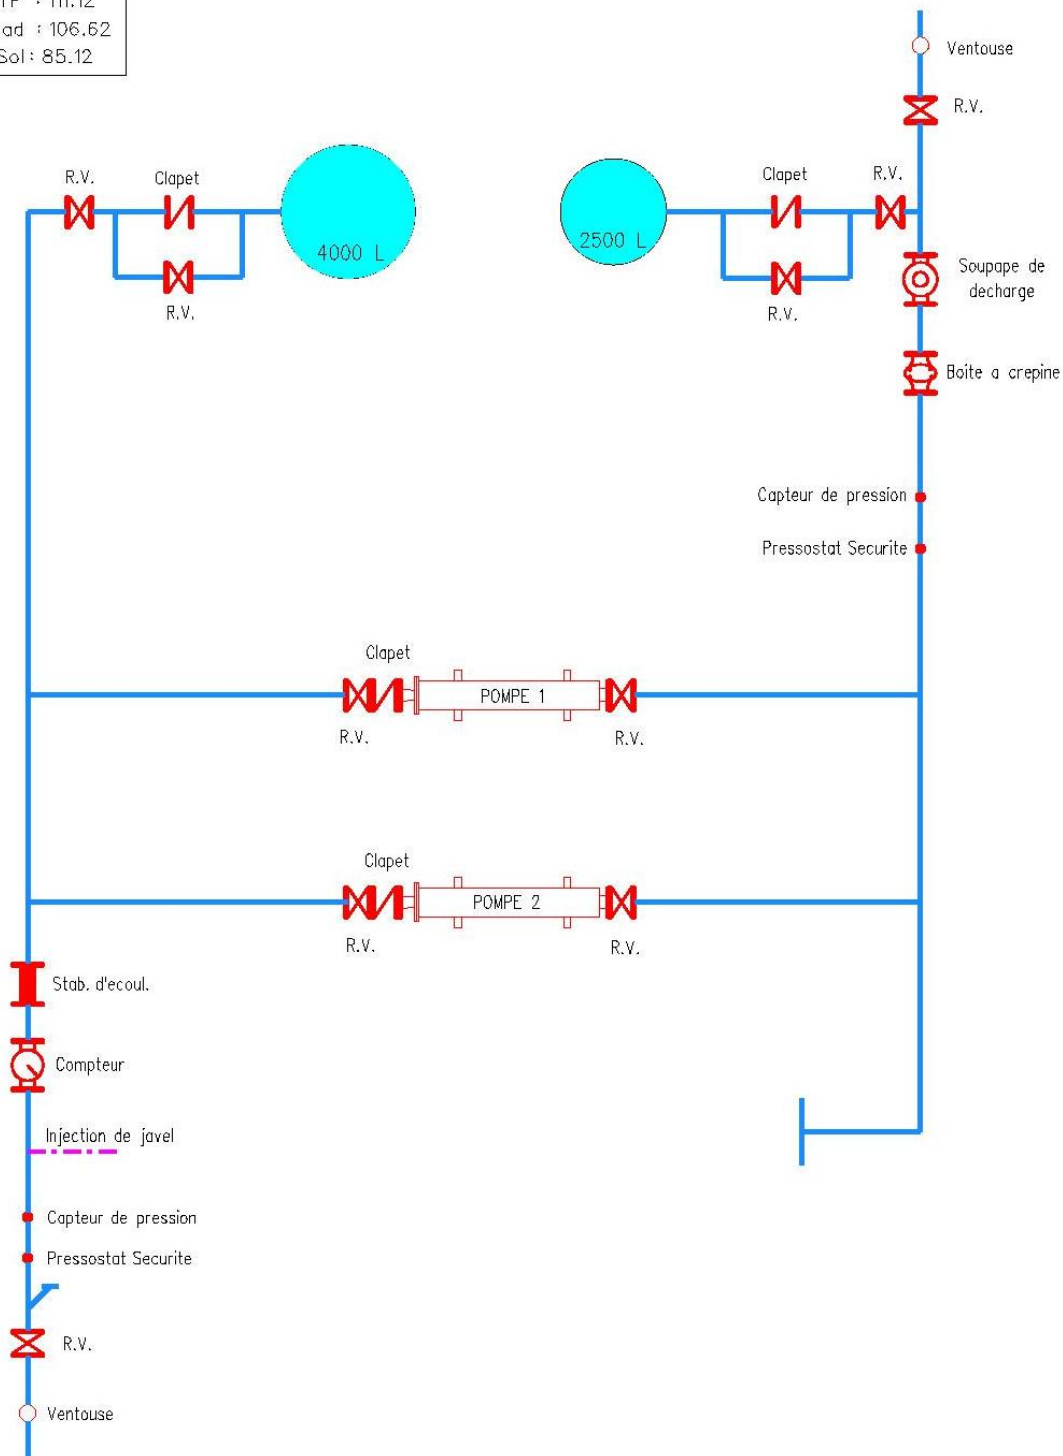 : 111.12
ad : 106.62
Sol: 85.12
Ventouse
R.V.
R.V.
Clapet
4000 L
2500 L
Clapet
R.V.
R.V.
R.V.
Soupape de
decharge
Boite a crepine
Capteur de pression
Pressostat Securite
Clapet
POMPE 1
R.V.
R.V.
Clapet
POMPE 2
R.V.
R.V.
Stab. d'ecoul.
Compteur
Injection de javel
Capteur de pression
Pressostat Securite
R.V.
Ventouse